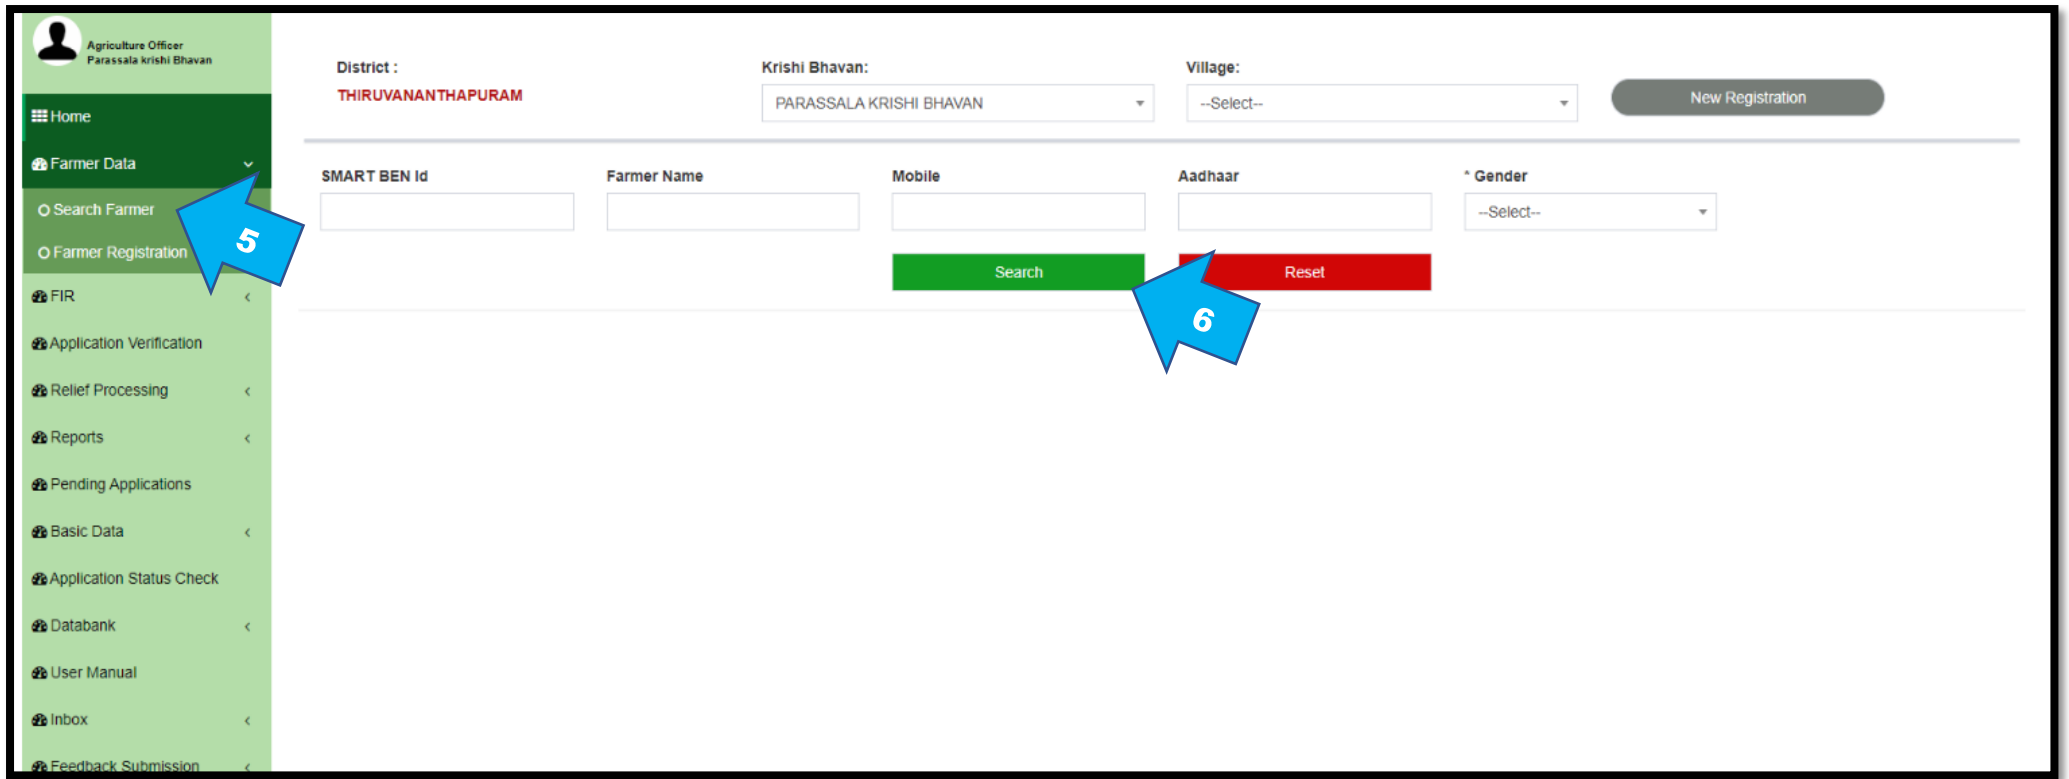 Agriculture Officer
Parassala krishi Bhavan
Home
Farmer Data
Search Farmer
Farmer Registration
FIR
Application Verification
Relief Processing
Reports
Pending Applications
Basic Data
Application Status Check
Databank
User Manual
Inbox
Feedback Submission
District :
THIRUVANANTHAPURAM
Krishi Bhavan:
PARASSALA KRISHI BHAVAN
Village:
--Select--
New Registration
SMART BEN Id
Farmer Name
Mobile
Aadhaar
* Gender
--Select--
Search
Reset
5
6